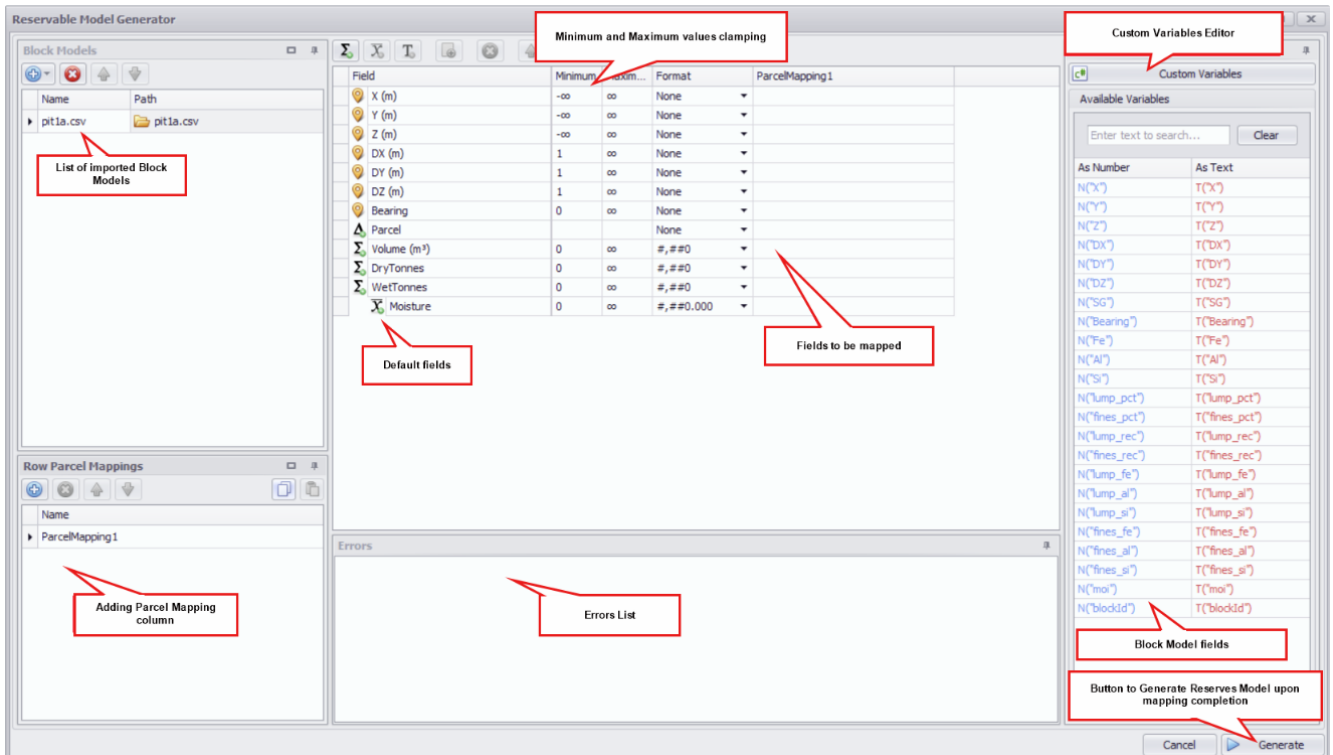 Reservable Model Generator
Block Models
Name Path
pit1a.csv pit1a.csv
List of imported Block
Models
Row Parcel Mappings
Name
ParcelMapping1
Adding Parcel Mapping
column
Minimum and Maximum values clamping
Field Minimum Maxim... Format ParcelMapping1
X (m) -∞ ∞ None
Y (m) -∞ ∞ None
Z (m) -∞ ∞ None
DX (m) 1 ∞ None
DY (m) 1 ∞ None
DZ (m) 1 ∞ None
Bearing 0 ∞ None
Parcel None
Volume (m³) 0 ∞ #,##0
DryTonnes 0 ∞ #,##0
WetTonnes 0 ∞ #,##0
Moisture 0 ∞ #,##0.000
Default fields
Fields to be mapped
Errors
Errors List
Custom Variables Editor
Custom Variables
Available Variables
Enter text to search... Clear
As Number As Text
N("X") T("X")
N("Y") T("Y")
N("Z") T("Z")
N("DX") T("DX")
N("DY") T("DY")
N("DZ") T("DZ")
N("SG") T("SG")
N("Bearing") T("Bearing")
N("Fe") T("Fe")
N("Al") T("Al")
N("Si") T("Si")
N("lump_pct") T("lump_pct")
N("fines_pct") T("fines_pct")
N("lump_rec") T("lump_rec")
N("fines_rec") T("fines_rec")
N("lump_fe") T("lump_fe")
N("lump_al") T("lump_al")
N("lump_si") T("lump_si")
N("fines_fe") T("fines_fe")
N("fines_al") T("fines_al")
N("fines_si") T("fines_si")
N("moi") T("moi")
N("blockId") T("blockId")
Block Model fields
Button to Generate Reserves Model upon
mapping completion
Cancel Generate